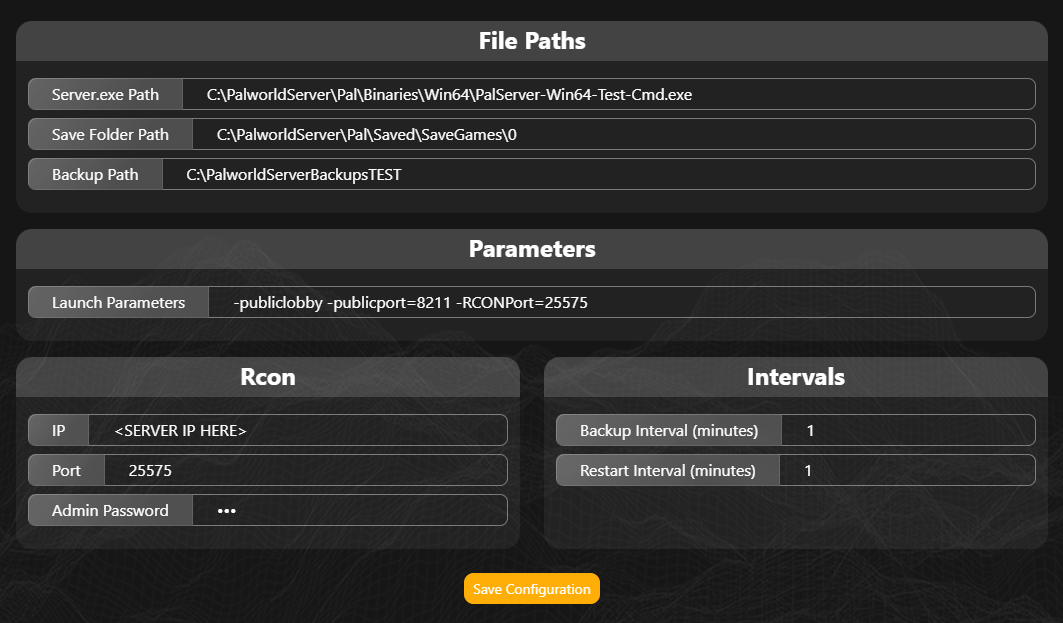 File Paths
Server.exe Path C:\PalworldServer\Pal\Binaries\Win64\PalServer-Win64-Test-Cmd.exe
Save Folder Path C:\PalworldServer\Pal\Saved\SaveGames\0
Backup Path C:\PalworldServerBackupsTEST
Parameters
Launch Parameters -publiclobby -publicport=8211 -RCONPort=25575
Rcon
IP <SERVER IP HERE>
Port 25575
Admin Password •••
Intervals
Backup Interval (minutes) 1
Restart Interval (minutes) 1
Save Configuration